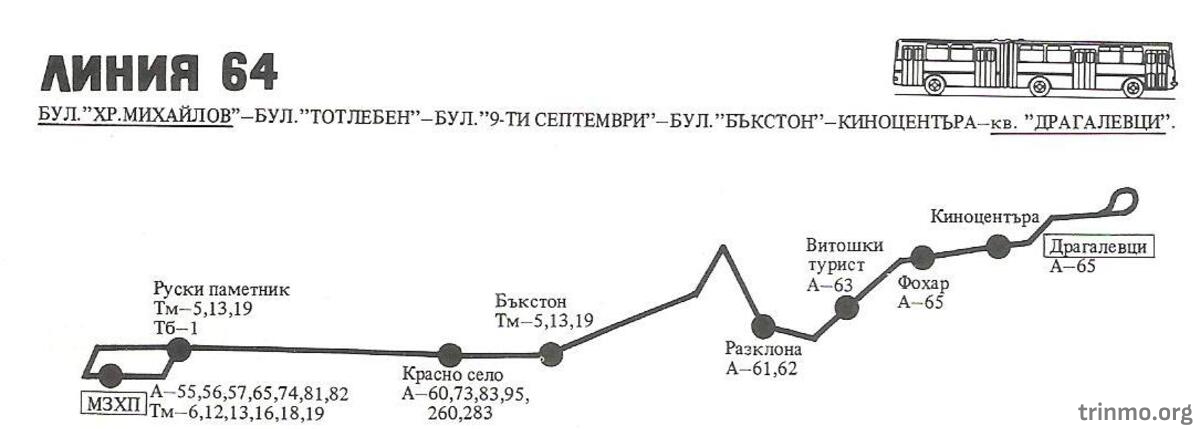 ЛИНИЯ 64
БУЛ."ХР.МИХАЙЛОВ"–БУЛ."ТОТЛЕБЕН"–БУЛ."9-ТИ СЕПТЕМВРИ"–БУЛ."БЪКСТОН"–КИНОЦЕНТЪРА–кв. "ДРАГАЛЕВЦИ".
Руски паметник
Тм–5,13,19
Тб–1
МЗХП
А–55,56,57,65,74,81,82
Тм–6,12,13,16,18,19
Красно село
А–60,73,83,95,
260,283
Бъкстон
Тм–5,13,19
Разклона
А–61,62
Витошки
турист
А–63
Фохар
А–65
Киноцентъра
Драгалевци
А–65
trinmo.org